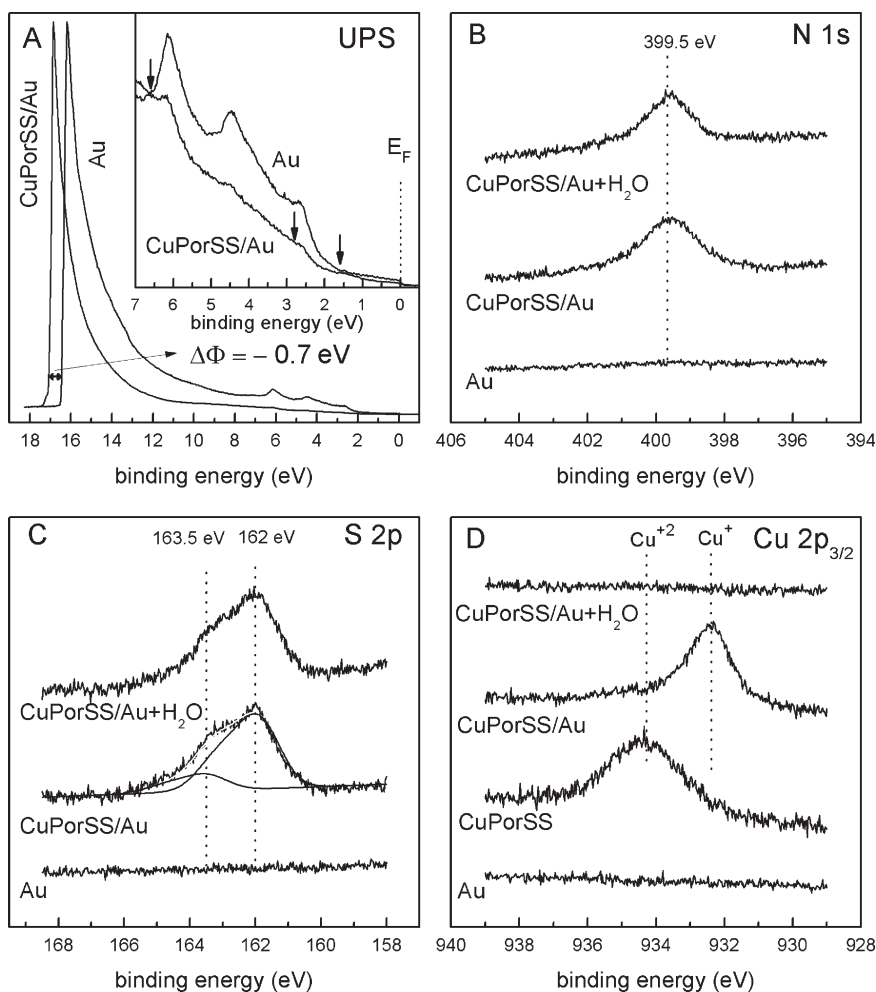 A
UPS
CuPorSS/Au
Au
E_F
Au
CuPorSS/Au
7 6 5 4 3 2 1 0
binding energy (eV)
ΔΦ = − 0.7 eV
18 16 14 12 10 8 6 4 2 0
binding energy (eV)
B
N 1s
399.5 eV
CuPorSS/Au+H₂O
CuPorSS/Au
Au
406 404 402 400 398 396 394
binding energy (eV)
C
S 2p
163.5 eV 162 eV
CuPorSS/Au+H₂O
CuPorSS/Au
Au
168 166 164 162 160 158
binding energy (eV)
D
Cu⁺² Cu⁺
Cu 2p₃/₂
CuPorSS/Au+H₂O
CuPorSS/Au
CuPorSS
Au
940 938 936 934 932 930 928
binding energy (eV)